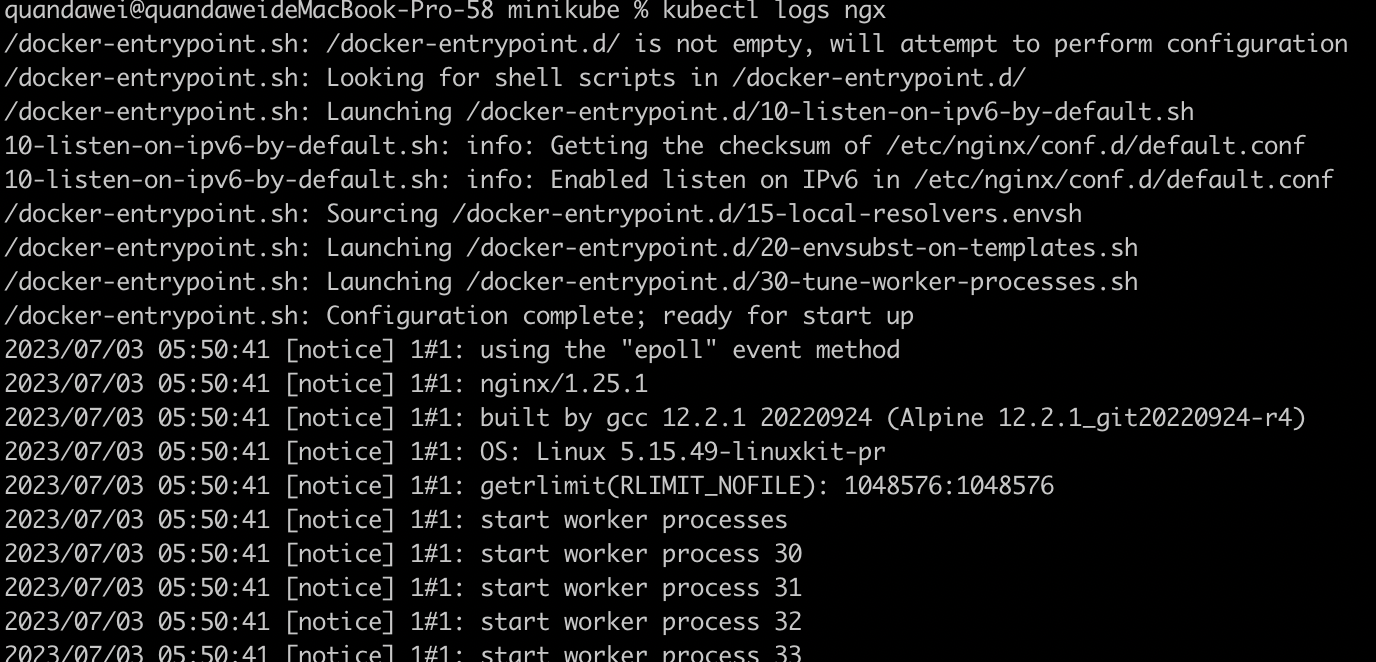 quandawei@quandaweideMacBook-Pro-58 minikube % kubectl logs ngx
/docker-entrypoint.sh: /docker-entrypoint.d/ is not empty, will attempt to perform configuration
/docker-entrypoint.sh: Looking for shell scripts in /docker-entrypoint.d/
/docker-entrypoint.sh: Launching /docker-entrypoint.d/10-listen-on-ipv6-by-default.sh
10-listen-on-ipv6-by-default.sh: info: Getting the checksum of /etc/nginx/conf.d/default.conf
10-listen-on-ipv6-by-default.sh: info: Enabled listen on IPv6 in /etc/nginx/conf.d/default.conf
/docker-entrypoint.sh: Sourcing /docker-entrypoint.d/15-local-resolvers.envsh
/docker-entrypoint.sh: Launching /docker-entrypoint.d/20-envsubst-on-templates.sh
/docker-entrypoint.sh: Launching /docker-entrypoint.d/30-tune-worker-processes.sh
/docker-entrypoint.sh: Configuration complete; ready for start up
2023/07/03 05:50:41 [notice] 1#1: using the "epoll" event method
2023/07/03 05:50:41 [notice] 1#1: nginx/1.25.1
2023/07/03 05:50:41 [notice] 1#1: built by gcc 12.2.1 20220924 (Alpine 12.2.1_git20220924-r4)
2023/07/03 05:50:41 [notice] 1#1: OS: Linux 5.15.49-linuxkit-pr
2023/07/03 05:50:41 [notice] 1#1: getrlimit(RLIMIT_NOFILE): 1048576:1048576
2023/07/03 05:50:41 [notice] 1#1: start worker processes
2023/07/03 05:50:41 [notice] 1#1: start worker process 30
2023/07/03 05:50:41 [notice] 1#1: start worker process 31
2023/07/03 05:50:41 [notice] 1#1: start worker process 32
2023/07/03 05:50:41 [notice] 1#1: start worker process 33